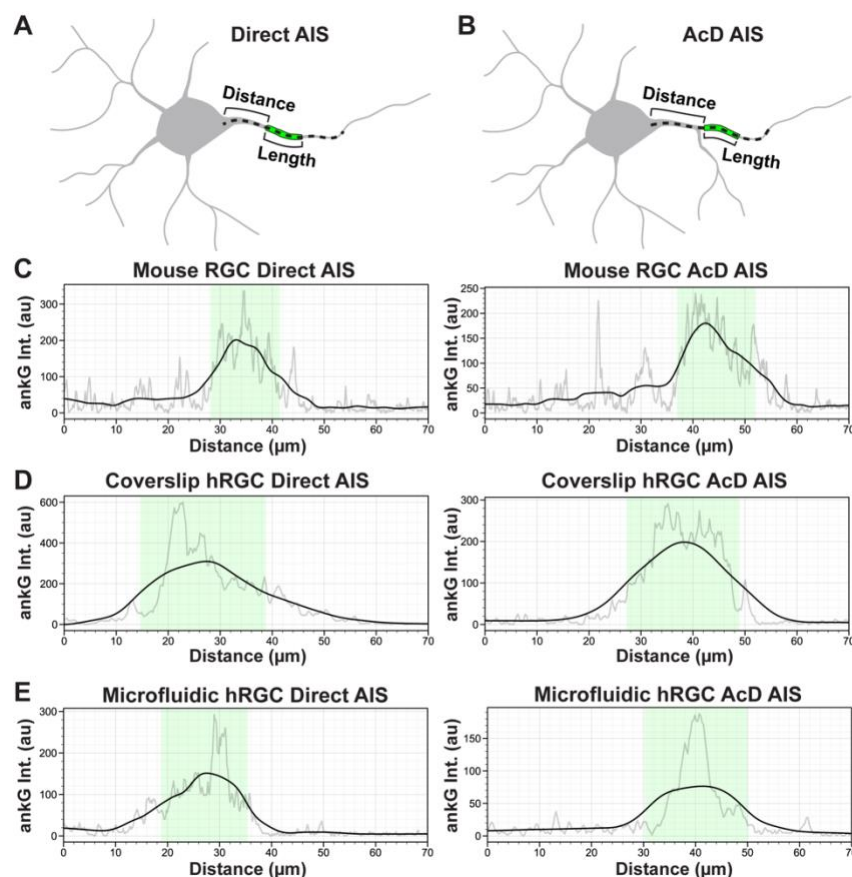 A Direct AIS B AcD AIS
Distance Distance
Length Length
C Mouse RGC Direct AIS Mouse RGC AcD AIS
ankG Int. (au)
300
200
100
0
0 10 20 30 40 50 60 70
Distance (µm)
ankG Int. (au)
250
200
150
100
50
0
0 10 20 30 40 50 60 70
Distance (µm)
D Coverslip hRGC Direct AIS Coverslip hRGC AcD AIS
ankG Int. (au)
600
400
200
0
0 10 20 30 40 50 60 70
Distance (µm)
ankG Int. (au)
300
200
100
0
0 10 20 30 40 50 60 70
Distance (µm)
E Microfluidic hRGC Direct AIS Microfluidic hRGC AcD AIS
ankG Int. (au)
300
200
100
0
0 10 20 30 40 50 60 70
Distance (µm)
ankG Int. (au)
150
100
50
0
0 10 20 30 40 50 60 70
Distance (µm)